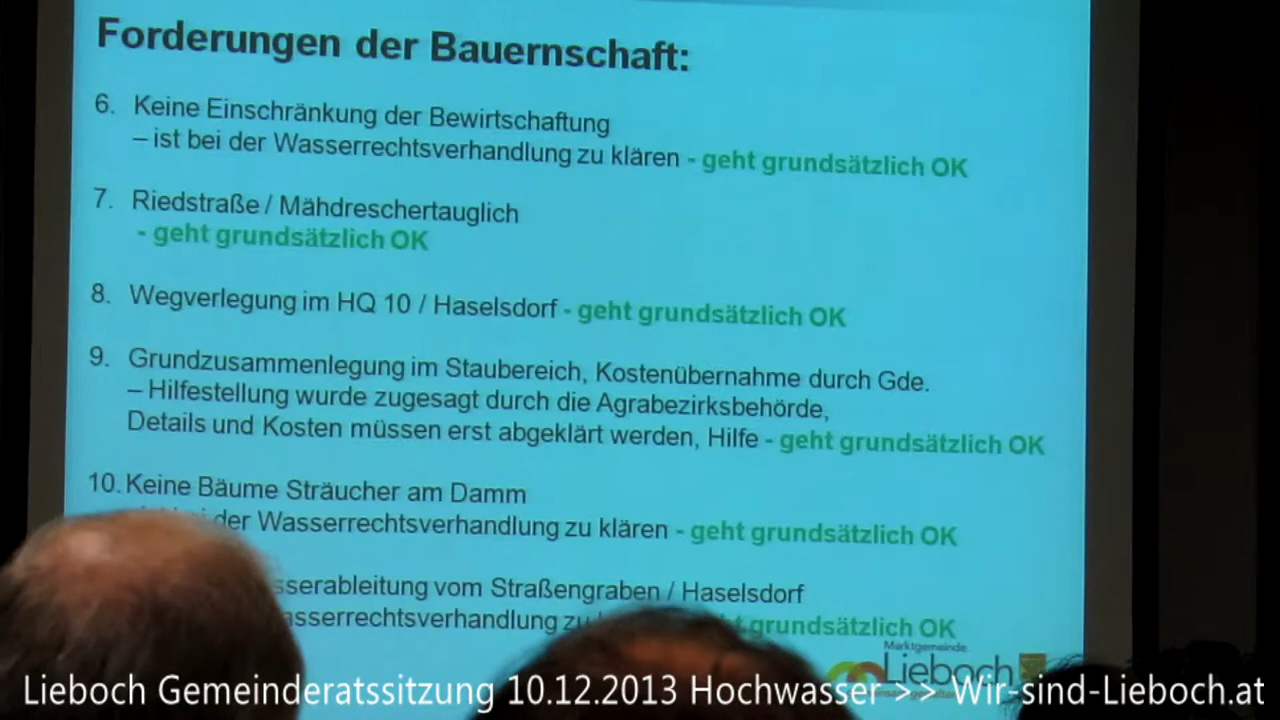 Forderungen der Bauernschaft:
6. Keine Einschränkung der Bewirtschaftung
– ist bei der Wasserrechtsverhandlung zu klären - geht grundsätzlich OK
7. Riedstraße / Mähdreschertauglich
- geht grundsätzlich OK
8. Wegverlegung im HQ 10 / Haselsdorf - geht grundsätzlich OK
9. Grundzusammenlegung im Staubereich, Kostenübernahme durch Gde.
– Hilfestellung wurde zugesagt durch die Agrabezirksbehörde,
Details und Kosten müssen erst abgeklärt werden, Hilfe - geht grundsätzlich OK
10. Keine Bäume Sträucher am Damm
der Wasserrechtsverhandlung zu klären - geht grundsätzlich OK
sserableitung vom Straßengraben / Haselsdorf
asserrechtsverhandlung grundsätzlich OK
Marktgemeinde
Lieboch
Lieboch Gemeinderatssitzung 10.12.2013 Hochwasser >> Wir-sind-Lieboch.at